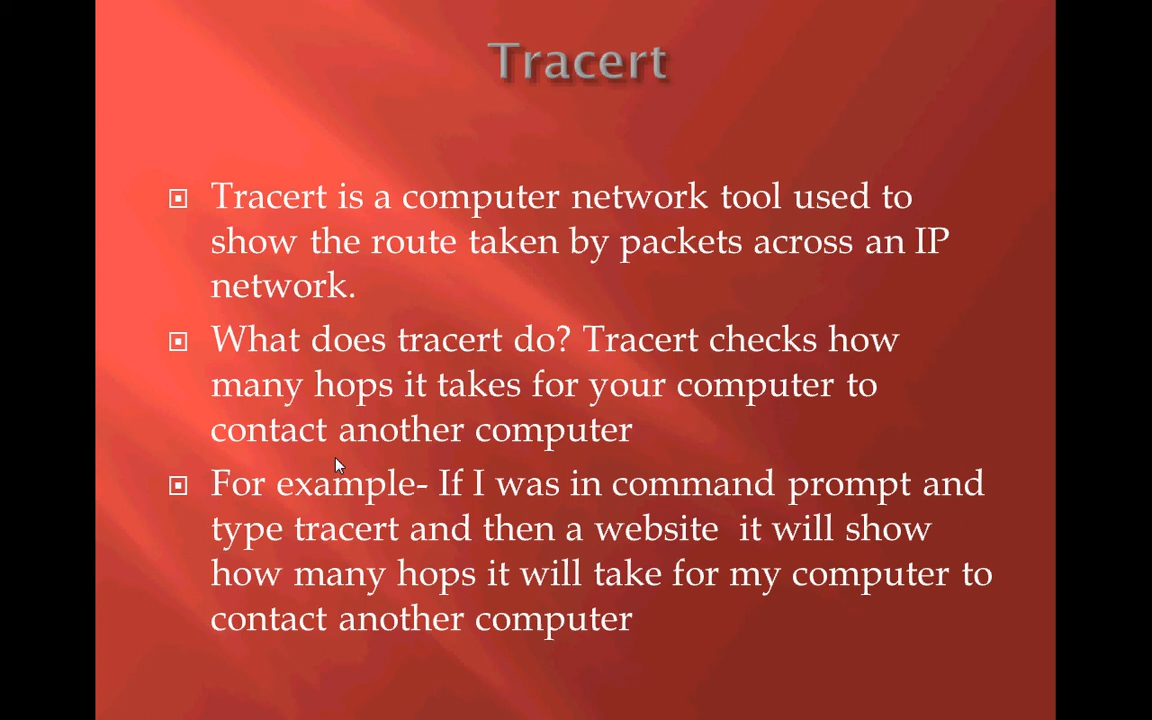 Tracert
Tracert is a computer network tool used to
show the route taken by packets across an IP
network.
What does tracert do? Tracert checks how
many hops it takes for your computer to
contact another computer
For example- If I was in command prompt and
type tracert and then a website  it will show
how many hops it will take for my computer to
contact another computer